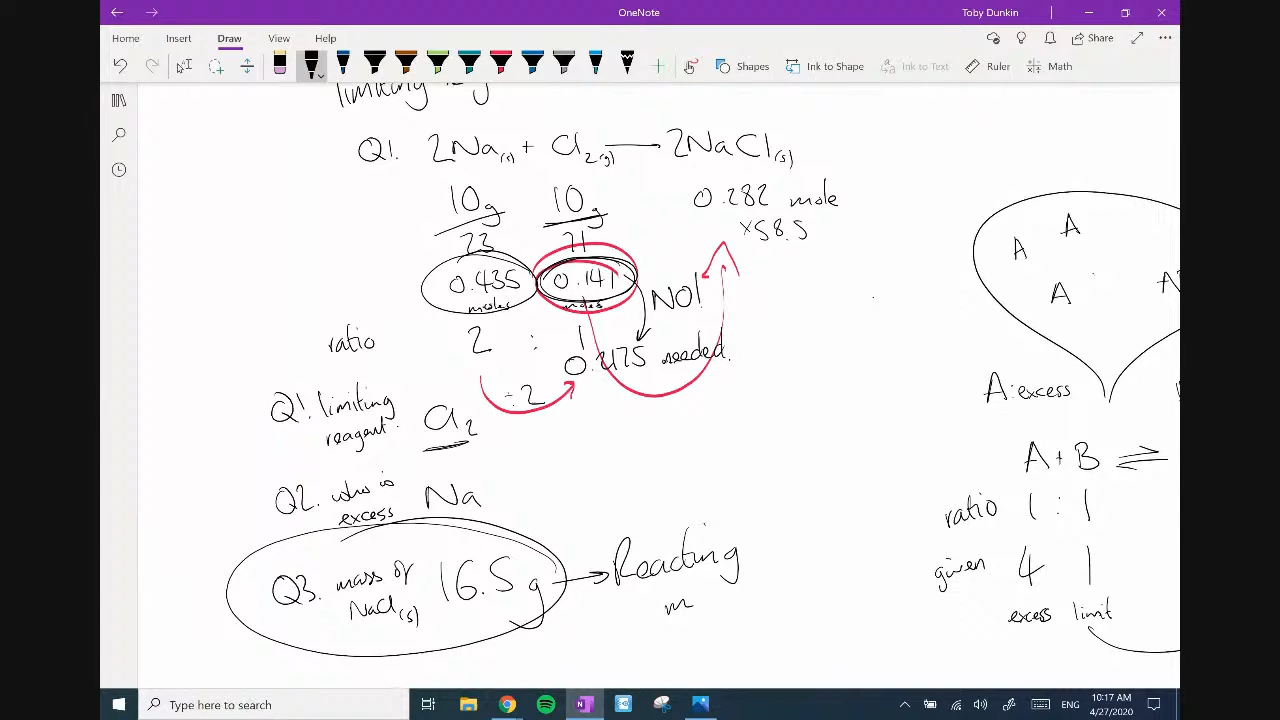 OneNote
Toby Dunkin
Home Insert Draw View Help
Share
Shapes Ink to Shape Ink to Text Ruler Math
limiting
Q1. 2Na(s) + Cl2(g) → 2NaCl(s)
10g 10g 0.282 mole
23 71 ×58.5
0.435 0.141 NO!
moles moles
ratio 2 : 1
needed.
÷2
Q1. limiting
reagent. Cl2
Q2. who is
excess Na
Q3. mass of
NaCl(s) 16.5g → Reacting
m
A
A
A
A
A: excess
A + B ⇌
ratio 1 : 1
given 4 1
excess limit
Type here to search
ENG
10:17 AM
4/27/2020